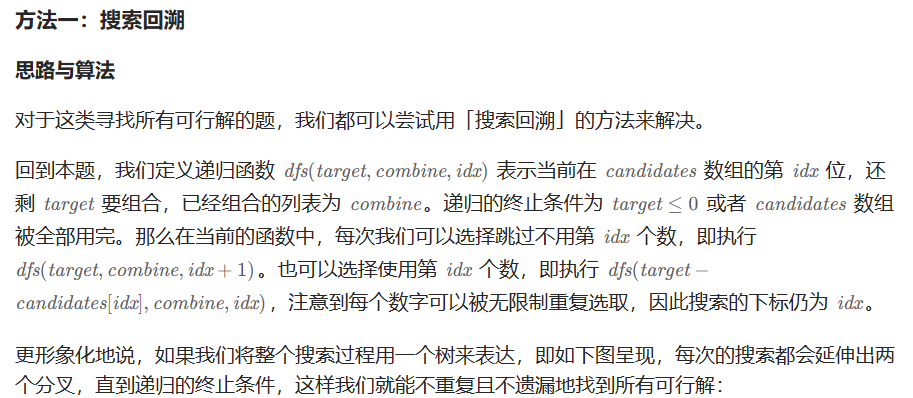 方法一：搜索回溯
思路与算法
对于这类寻找所有可行解的题，我们都可以尝试用「搜索回溯」的方法来解决。
回到本题，我们定义递归函数 dfs(target, combine, idx) 表示当前在 candidates 数组的第 idx 位，还
剩 target 要组合，已经组合的列表为 combine。递归的终止条件为 target ≤ 0 或者 candidates 数组
被全部用完。那么在当前的函数中，每次我们可以选择跳过不用第 idx 个数，即执行
dfs(target, combine, idx + 1)。也可以选择使用第 idx 个数，即执行 dfs(target −
candidates[idx], combine, idx)，注意到每个数字可以被无限制重复选取，因此搜索的下标仍为 idx。
更形象化地说，如果我们将整个搜索过程用一个树来表达，即如下图呈现，每次的搜索都会延伸出两
个分叉，直到递归的终止条件，这样我们就能不重复且不遗漏地找到所有可行解：